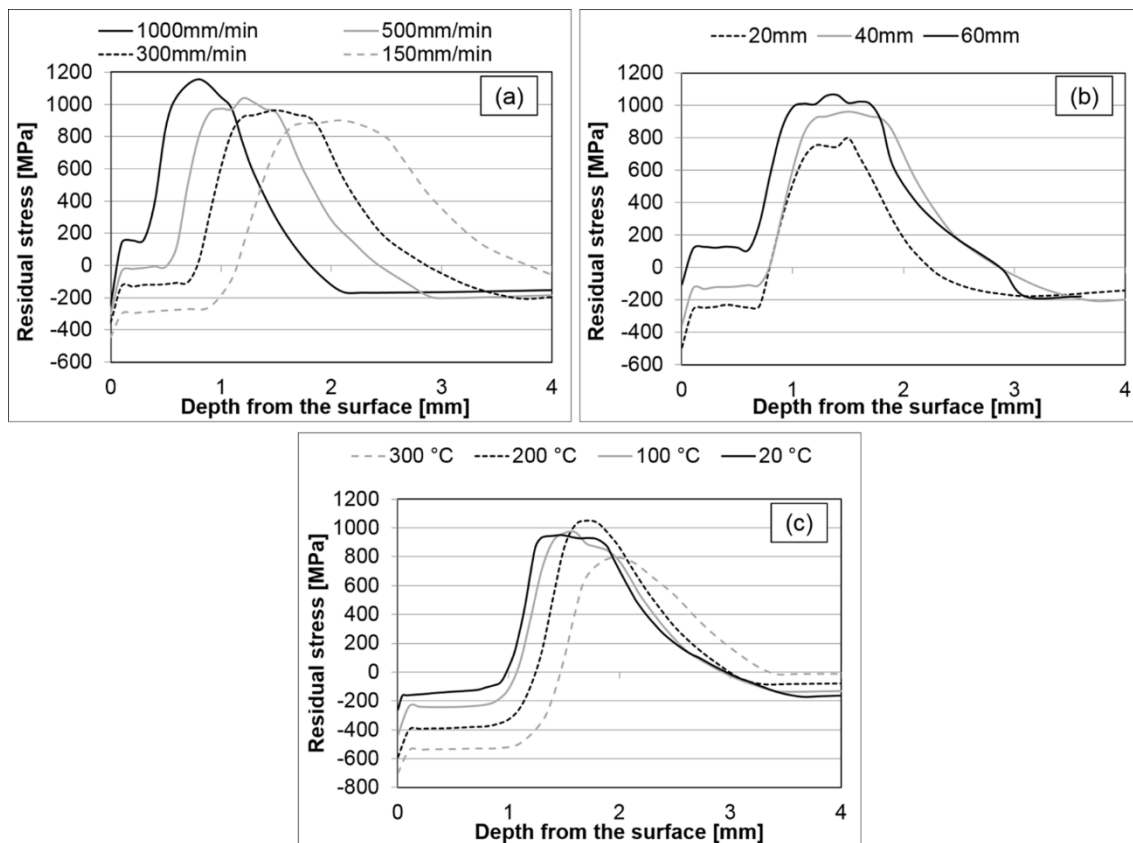 1000mm/min 500mm/min
300mm/min 150mm/min
1200
1000
800
600
400
200
0
-200
-400
-600
0 1 2 3 4
Residual stress [MPa]
Depth from the surface [mm]
(a)
20mm 40mm 60mm
1200
1000
800
600
400
200
0
-200
-400
-600
0 1 2 3 4
Residual stress [MPa]
Depth from the surface [mm]
(b)
300 °C 200 °C 100 °C 20 °C
1200
1000
800
600
400
200
0
-200
-400
-600
-800
0 1 2 3 4
Residual stress [MPa]
Depth from the surface [mm]
(c)